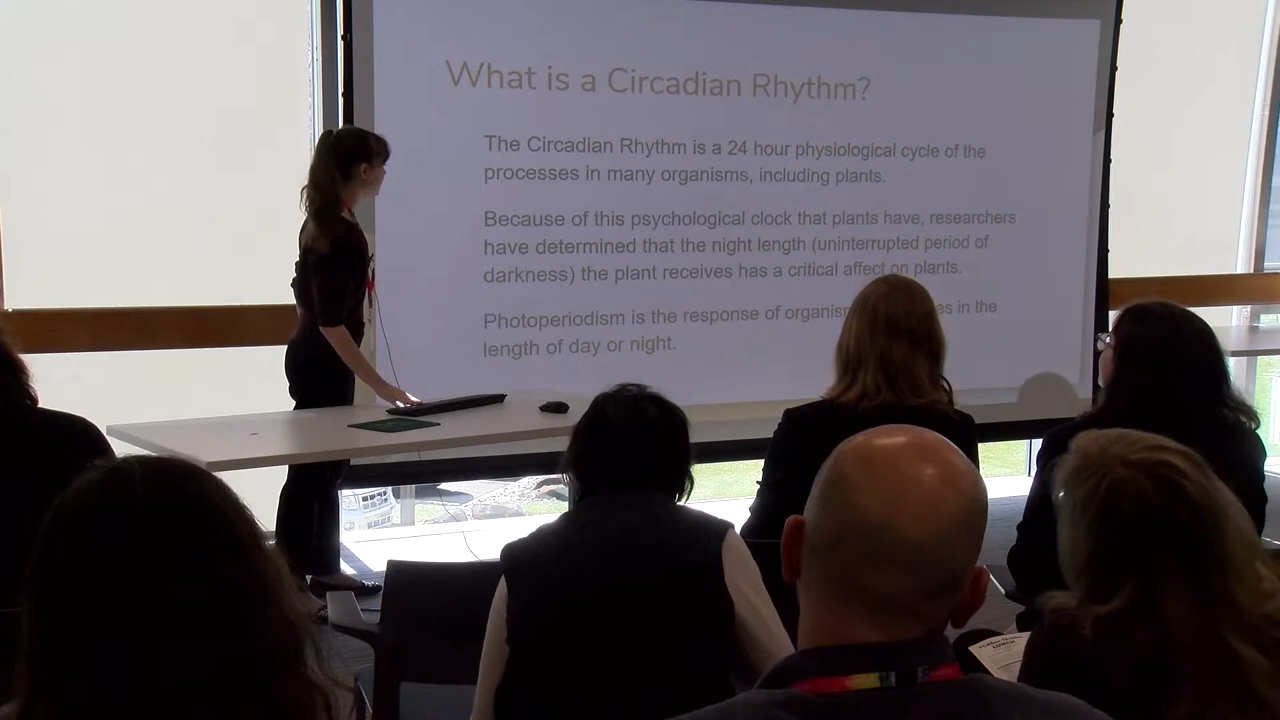 What is a Circadian Rhythm?
The Circadian Rhythm is a 24 hour physiological cycle of the
processes in many organisms, including plants.
Because of this psychological clock that plants have, researchers
have determined that the night length (uninterrupted period of
darkness) the plant receives has a critical affect on plants.
Photoperiodism is the response of in the
length of day or night.
LUNCH